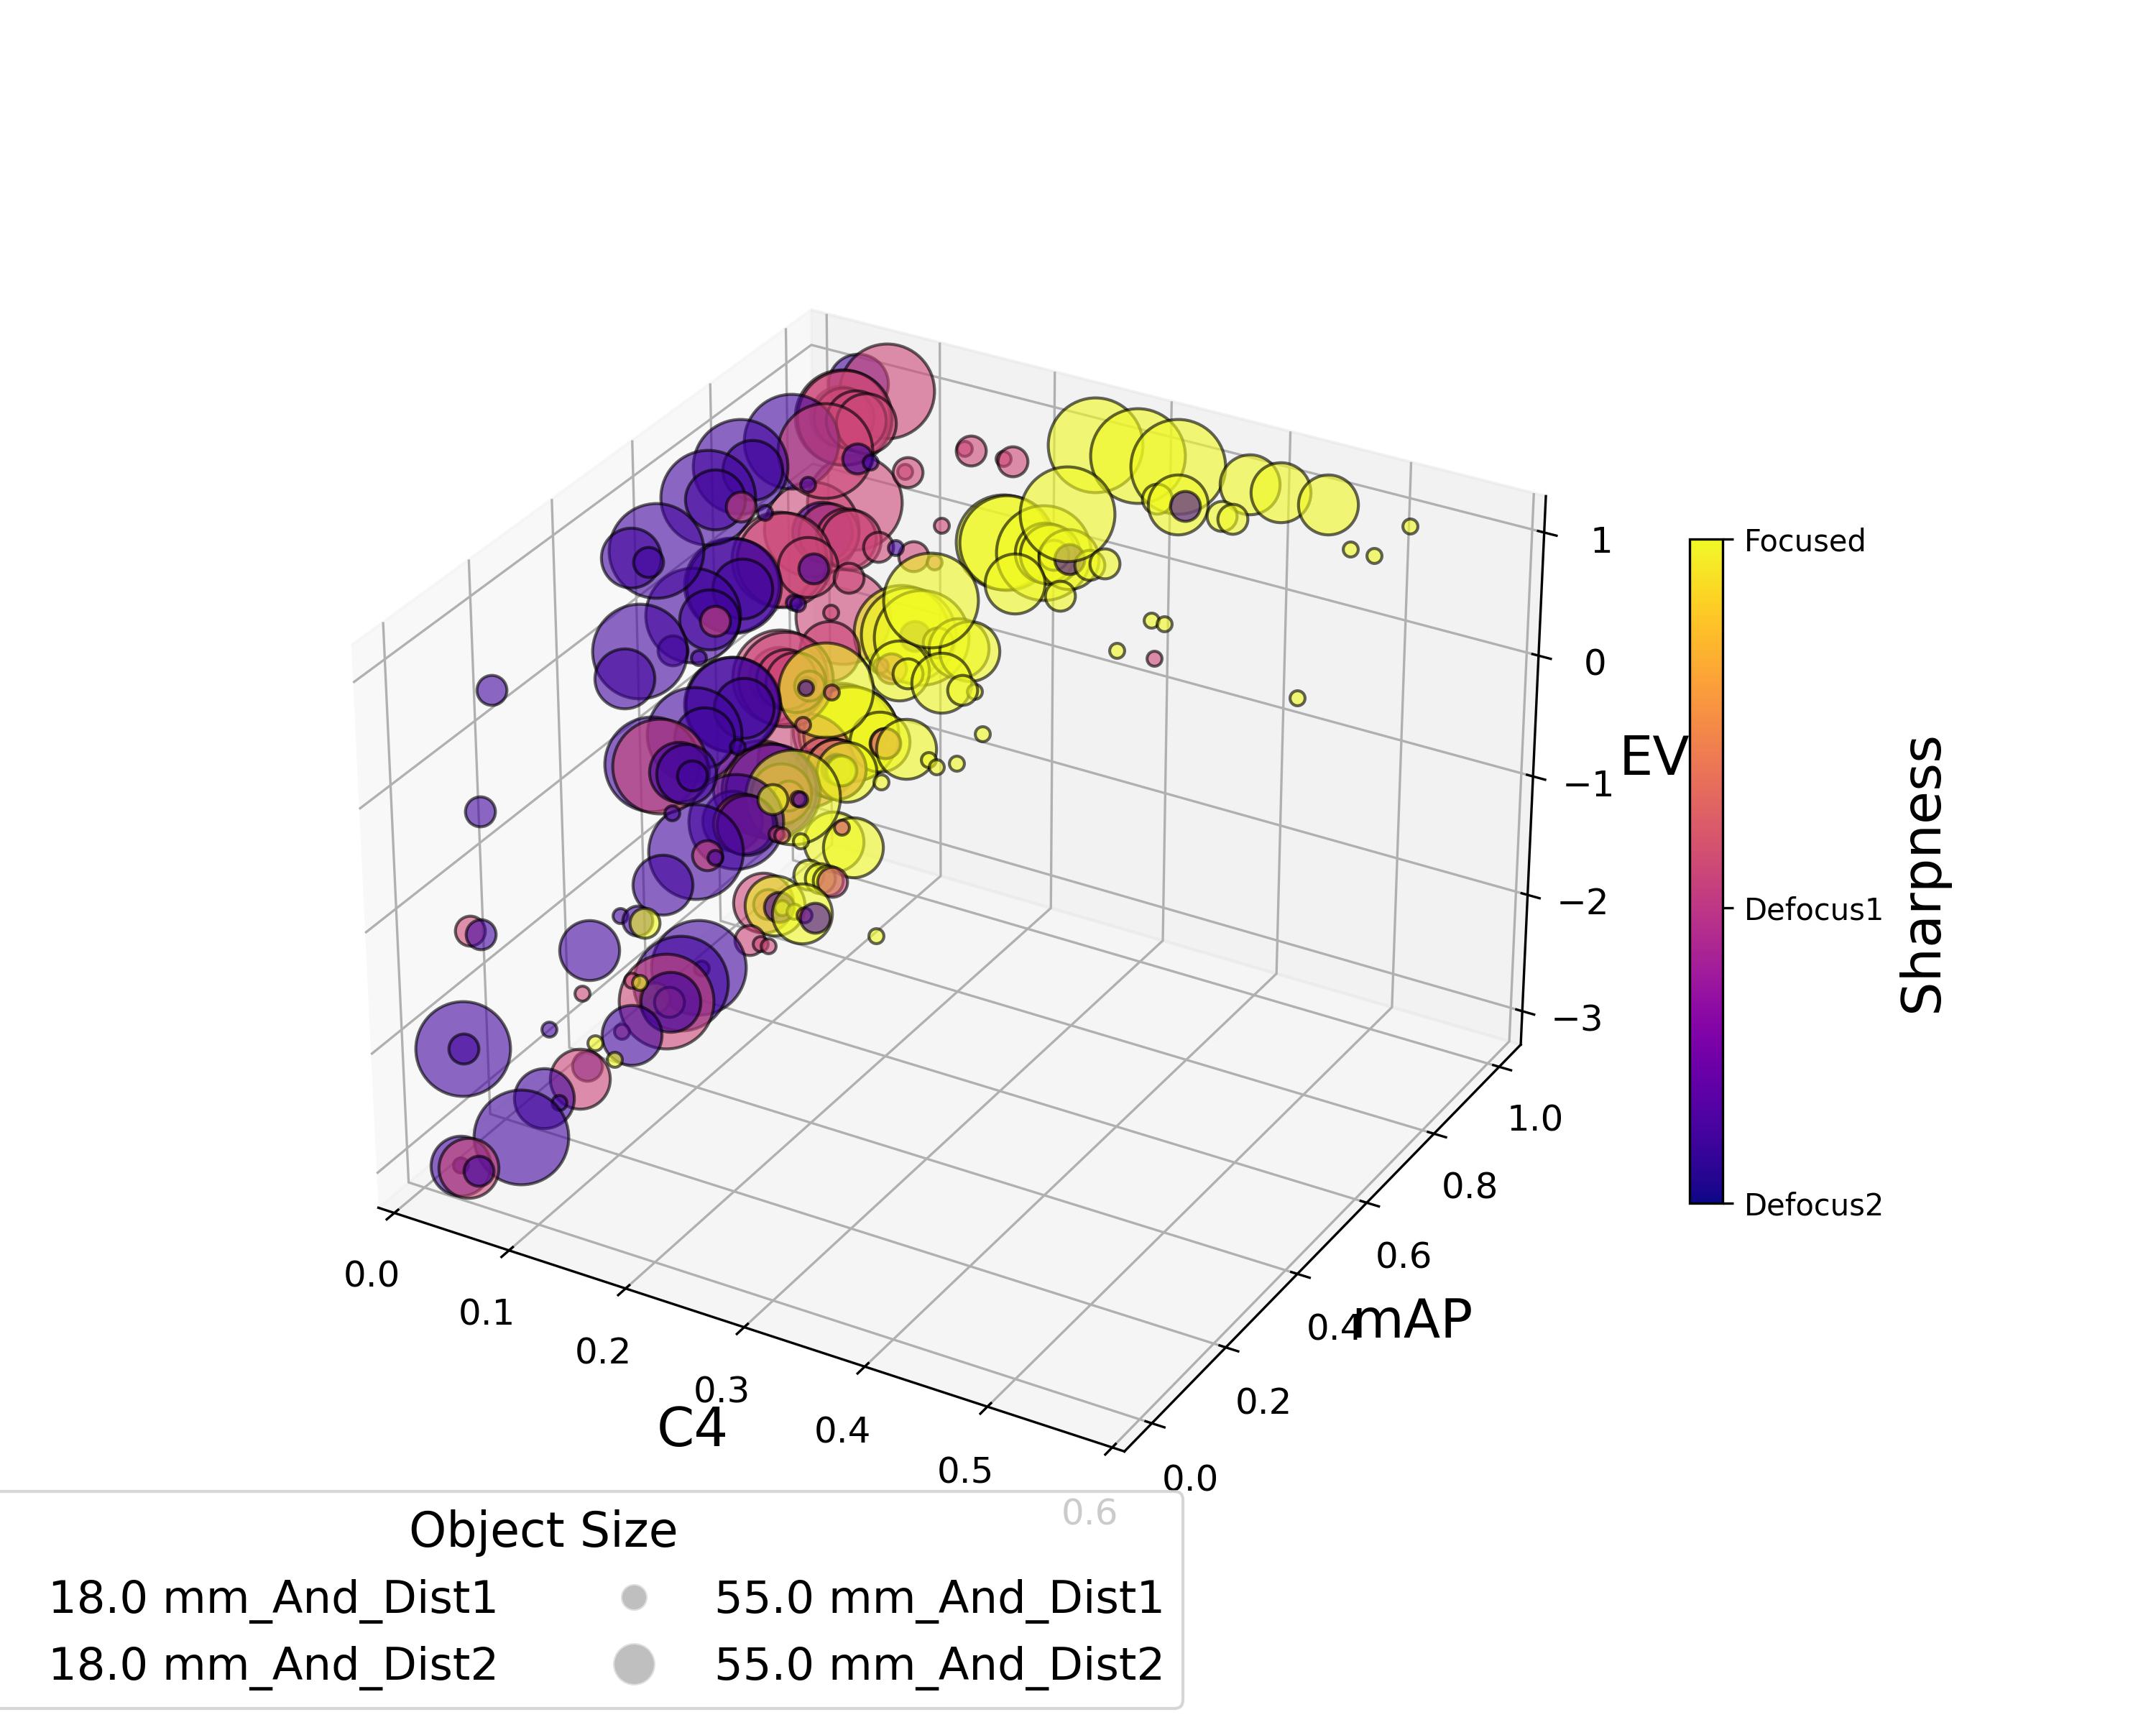 1
0
−1
−2
−3
EV
1.0
0.8
0.6
0.4
0.2
0.0
mAP
0.0
0.1
0.2
0.3
0.4
0.5
0.6
C4
Focused
Defocus1
Defocus2
Sharpness
Object Size
18.0 mm_And_Dist1 55.0 mm_And_Dist1
18.0 mm_And_Dist2 55.0 mm_And_Dist2